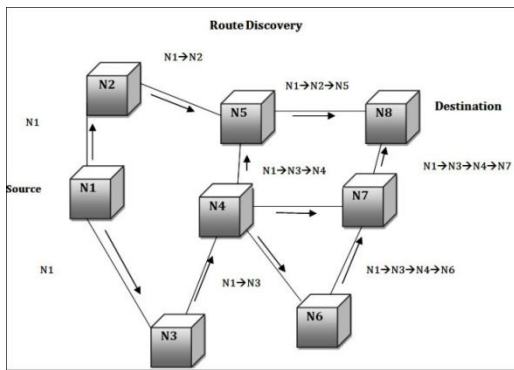 Route Discovery
N1→N2
N2
N1→N2→N5
N5
N8
Destination
N1
N1→N3→N4→N7
Source
N1
N1→N3→N4
N4
N7
N1
N1→N3
N1→N3→N4→N6
N6
N3